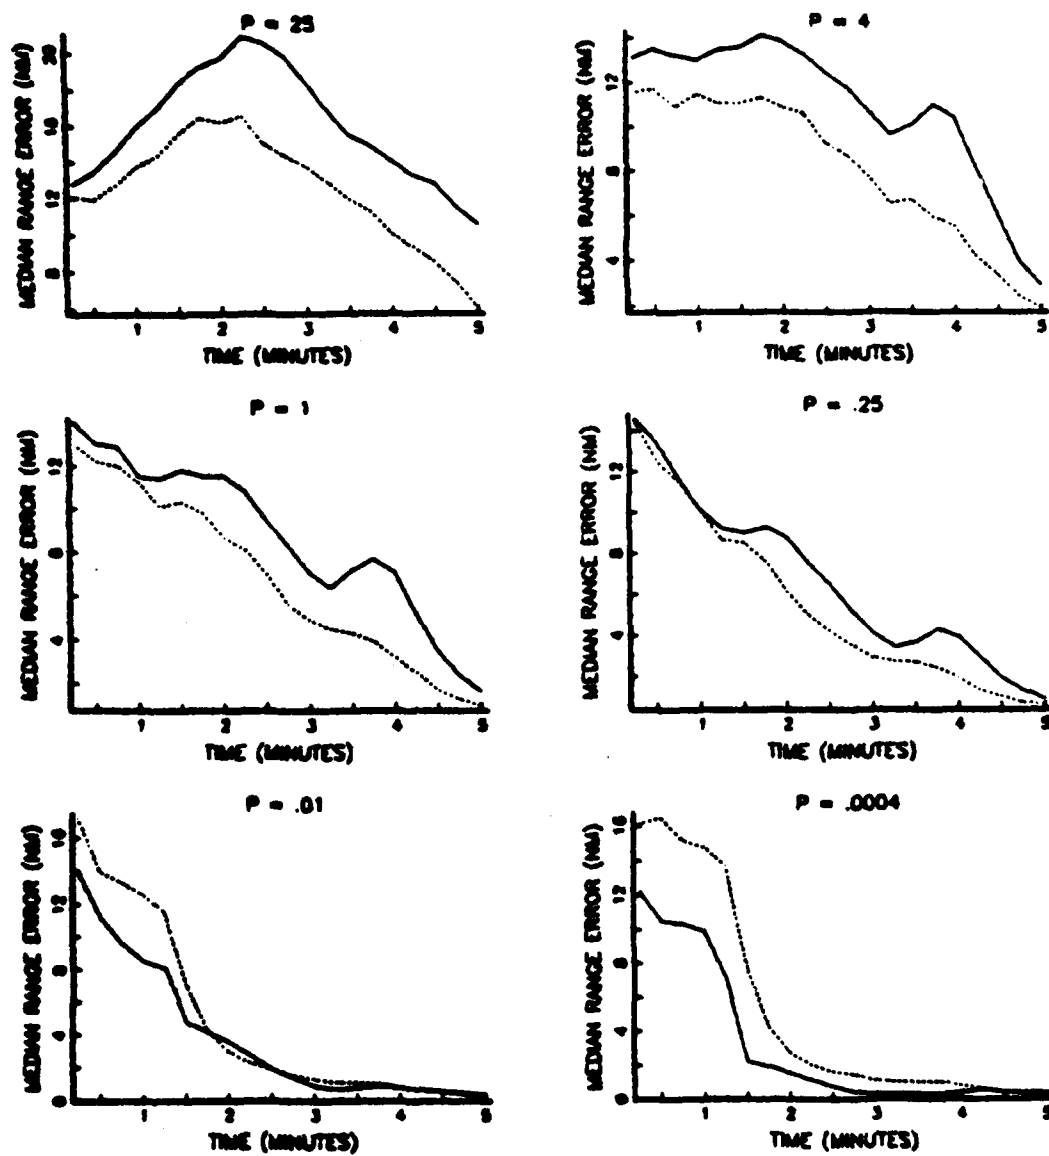 P = 25
MEDIAN RANGE ERROR (NM)
20
16
12
8
1 2 3 4 5
TIME (MINUTES)
P = 4
MEDIAN RANGE ERROR (NM)
12
8
4
1 2 3 4 5
TIME (MINUTES)
P = 1
MEDIAN RANGE ERROR (NM)
12
8
4
1 2 3 4 5
TIME (MINUTES)
P = .25
MEDIAN RANGE ERROR (NM)
12
8
4
1 2 3 4 5
TIME (MINUTES)
P = .01
MEDIAN RANGE ERROR (NM)
16
12
8
4
0
1 2 3 4 5
TIME (MINUTES)
P = .0004
MEDIAN RANGE ERROR (NM)
16
12
8
4
0
1 2 3 4 5
TIME (MINUTES)